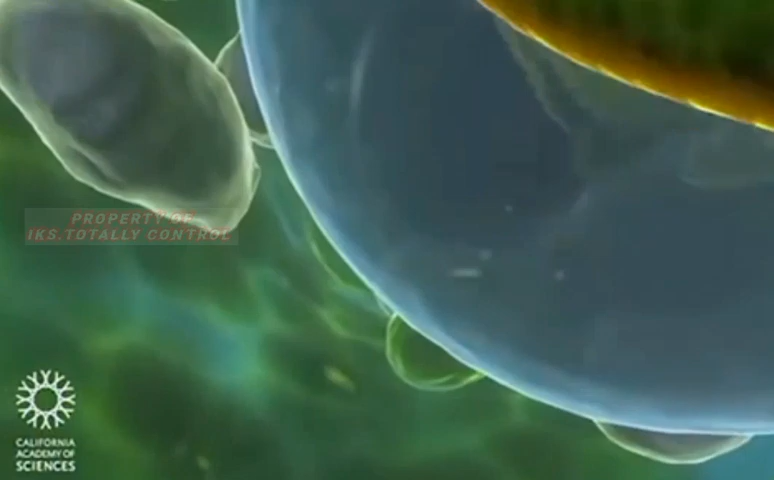 PROPERTY OF
IKS.TOTALLY CONTROL
CALIFORNIA
ACADEMY OF
SCIENCES